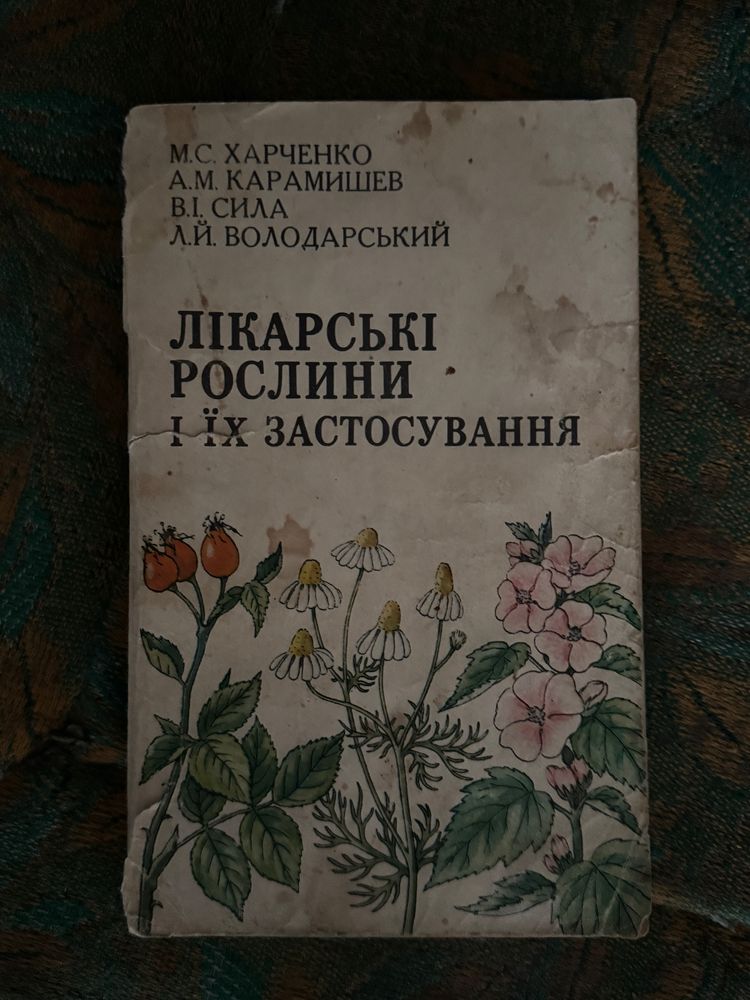 М.С. ХАРЧЕНКО
А.М. КАРАМИШЕВ
В.І. СИЛА
Л.Й. ВОЛОДАРСЬКИЙ
ЛІКАРСЬКІ
РОСЛИНИ
І ЇХ ЗАСТОСУВАННЯ